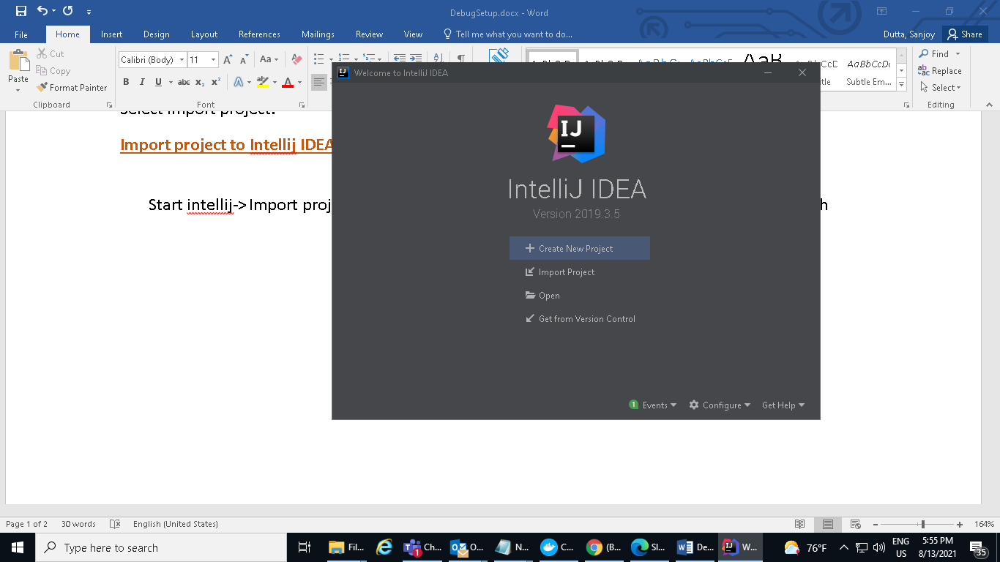 DebugSetup.docx - Word
File Home Insert Design Layout References Mailings Review View Tell me what you want to do... Dutta, Sanjoy Share
Paste
Cut
Copy
Format Painter
Clipboard
Calibri (Body) 11
Aa
B I U abc x₂ x² A A
Font
AaBbCcDc
Subtle Em...
Find
Replace
Select
Editing
Select import project.
Import project to Intellij IDEA
Start intellij->Import proj
Welcome to IntelliJ IDEA
IJ
IntelliJ IDEA
Version 2019.3.5
Create New Project
Import Project
Open
Get from Version Control
1 Events Configure Get Help
Page 1 of 2 30 words English (United States) 164%
Type here to search
Fil... Ch... 1 O... N... C... (B... Sl... De... W...
76°F
ENG
US
5:55 PM
8/13/2021
35